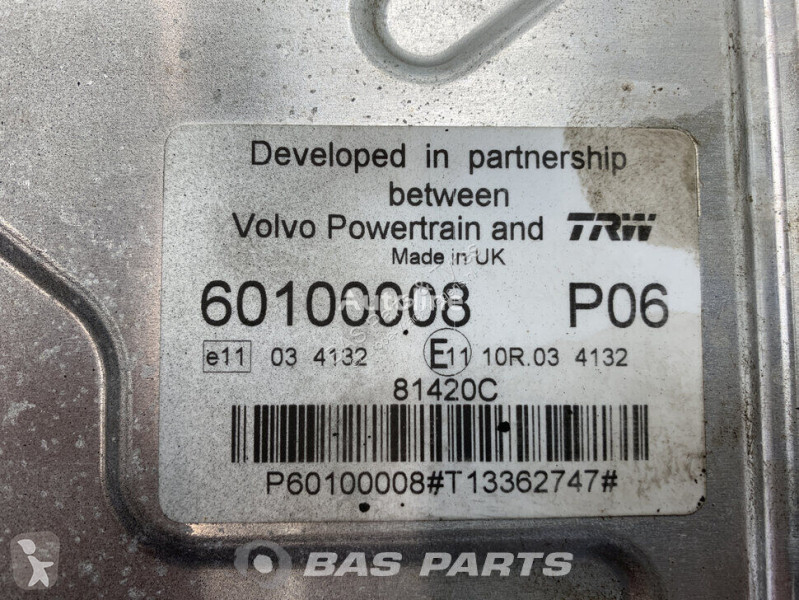 Developed in partnership
between
Volvo Powertrain and TRW
Made in UK
60100008 P06
e11 03 4132 E11 10R.03 4132
81420C
P60100008#T13362747#
Autoline
BAS PARTS